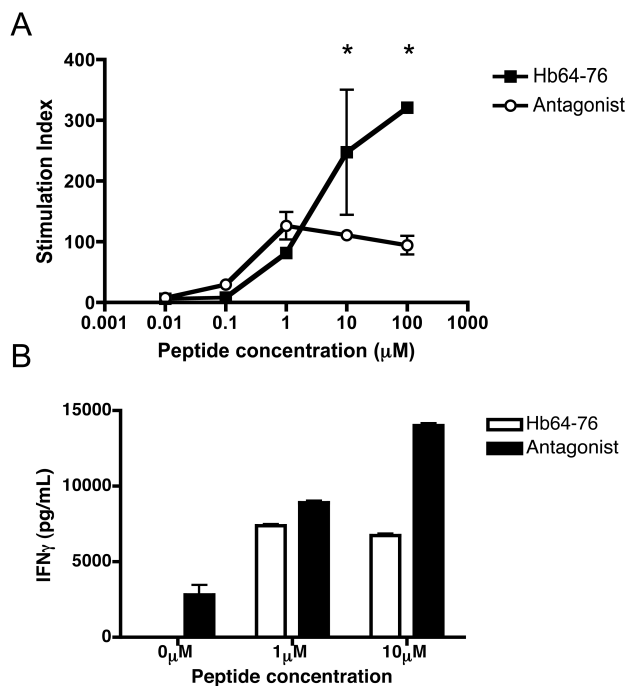 A
* *
400
300
200
100
0
Stimulation Index
0.001 0.01 0.1 1 10 100 1000
Peptide concentration (μM)
Hb64-76
Antagonist
B
15000
10000
5000
0
IFNγ (pg/mL)
0μM 1μM 10μM
Peptide concentration
Hb64-76
Antagonist